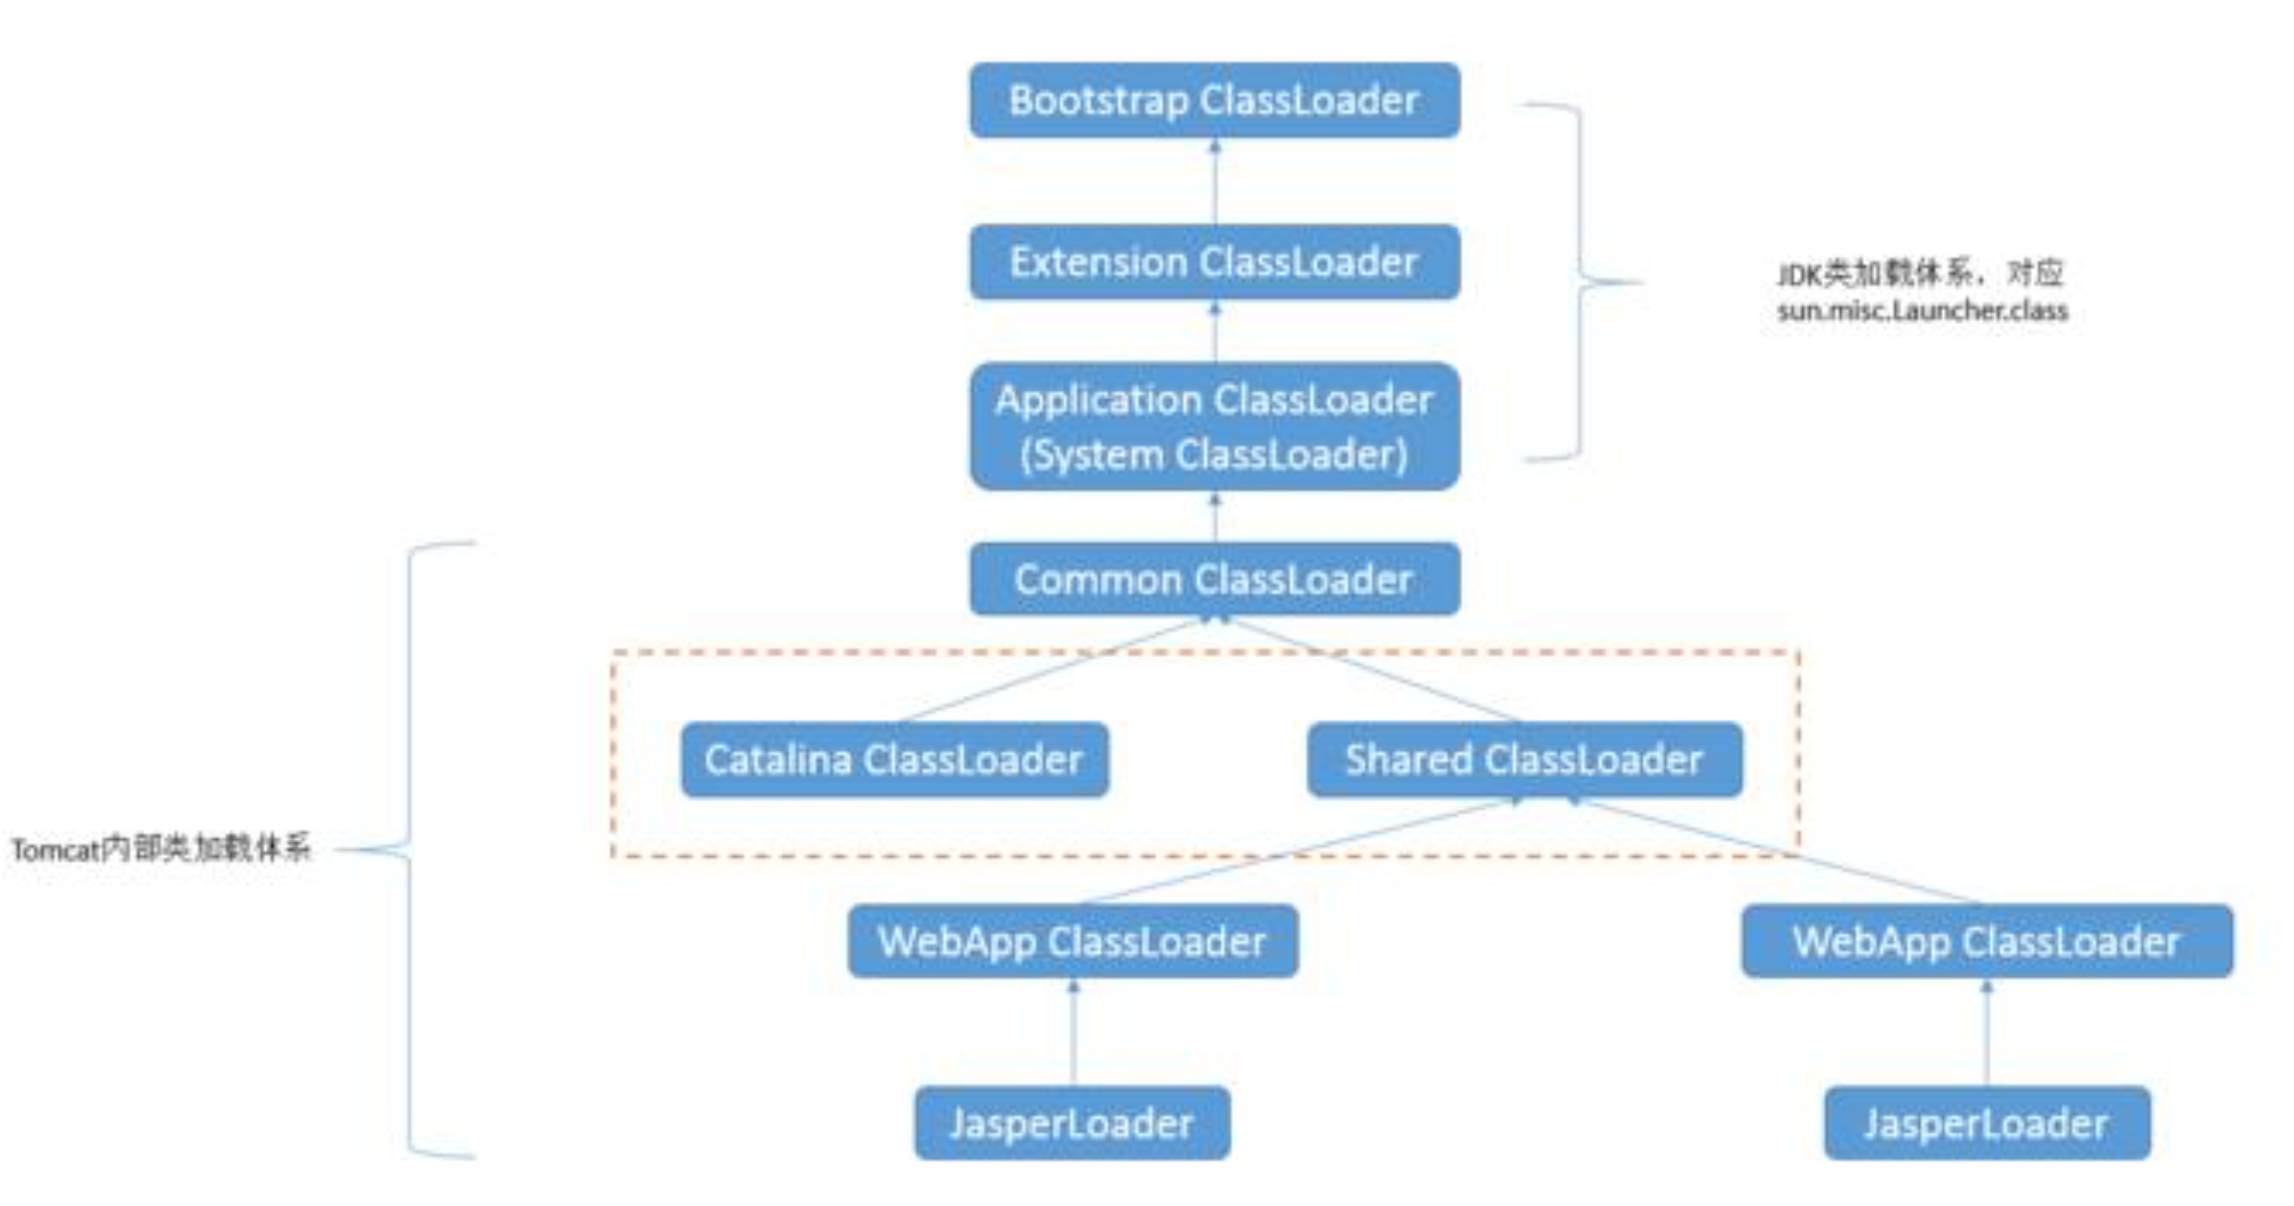 Bootstrap ClassLoader
Extension ClassLoader
JDK类加载体系，对应
sun.misc.Launcher.class
Application ClassLoader
(System ClassLoader)
Common ClassLoader
Catalina ClassLoader
Shared ClassLoader
Tomcat内部类加载体系
WebApp ClassLoader
WebApp ClassLoader
JasperLoader
JasperLoader